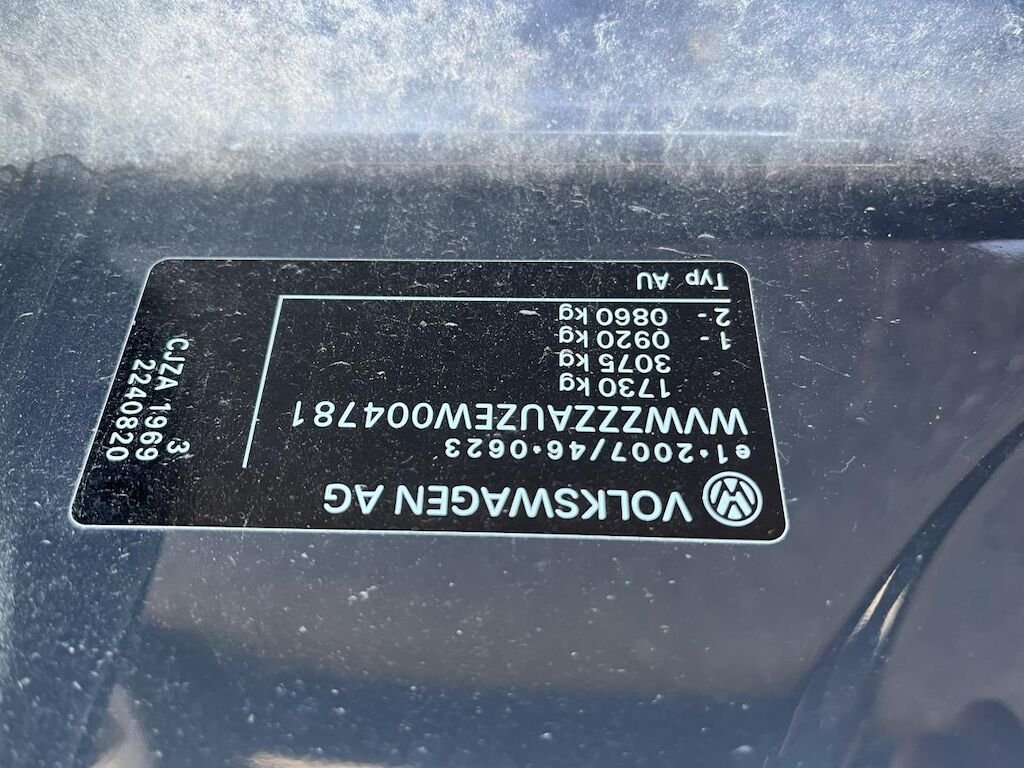 VOLKSWAGEN AG
e1*2007/46*0623
WVWZZZAUZEW004781
1730 kg
3075 kg
1- 0920 kg
2- 0860 kg
Typ AU
3
CJZA 1969
2240820